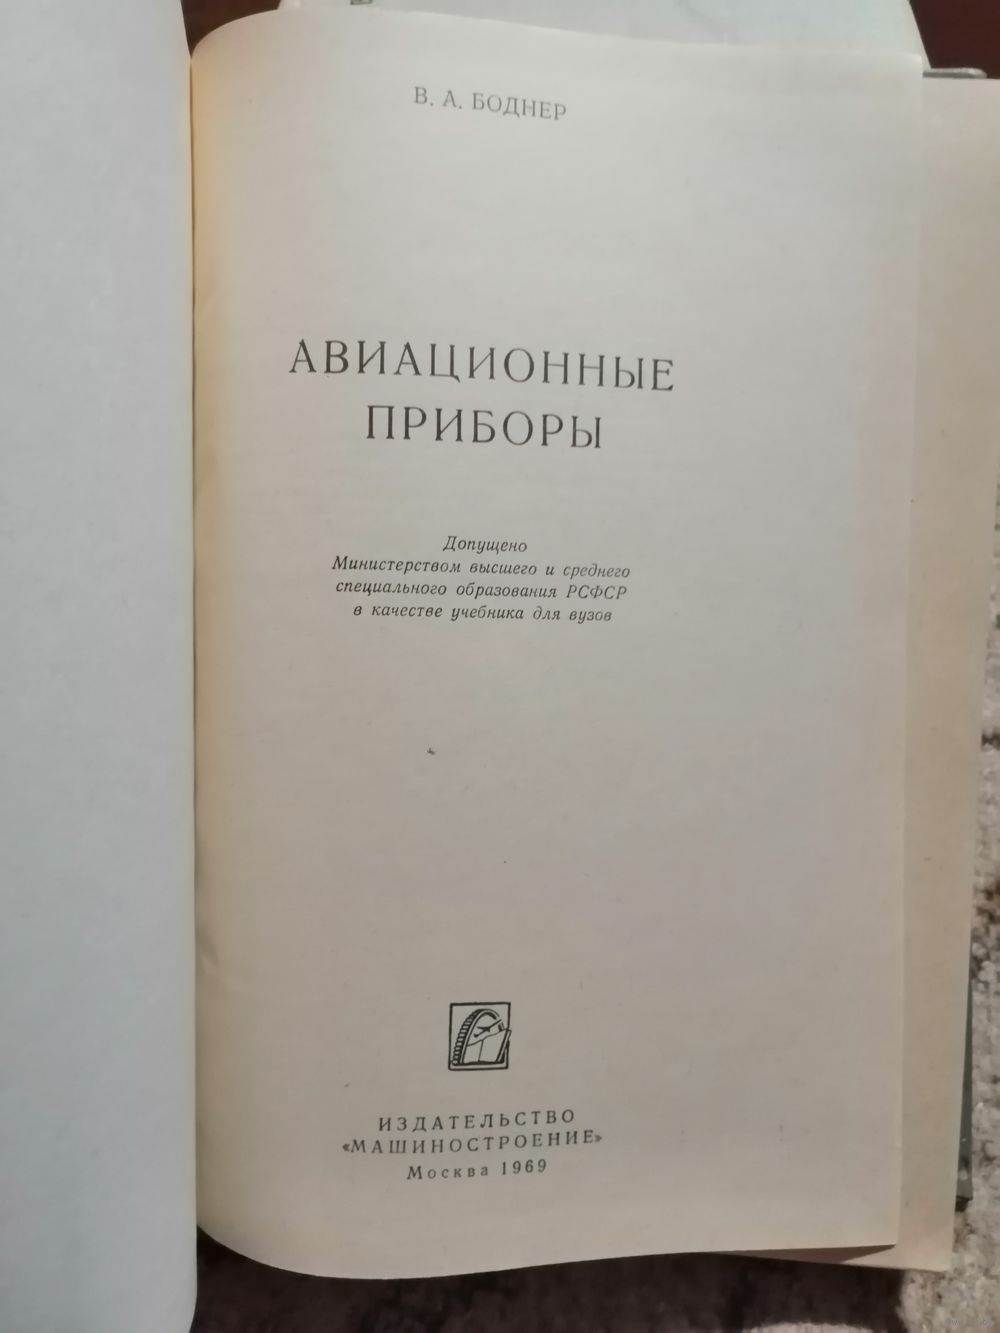 В. А. БОДНЕР
АВИАЦИОННЫЕ
ПРИБОРЫ
Допущено
Министерством высшего и среднего
специального образования РСФСР
в качестве учебника для вузов
ИЗДАТЕЛЬСТВО
«МАШИНОСТРОЕНИЕ»
Москва 1969